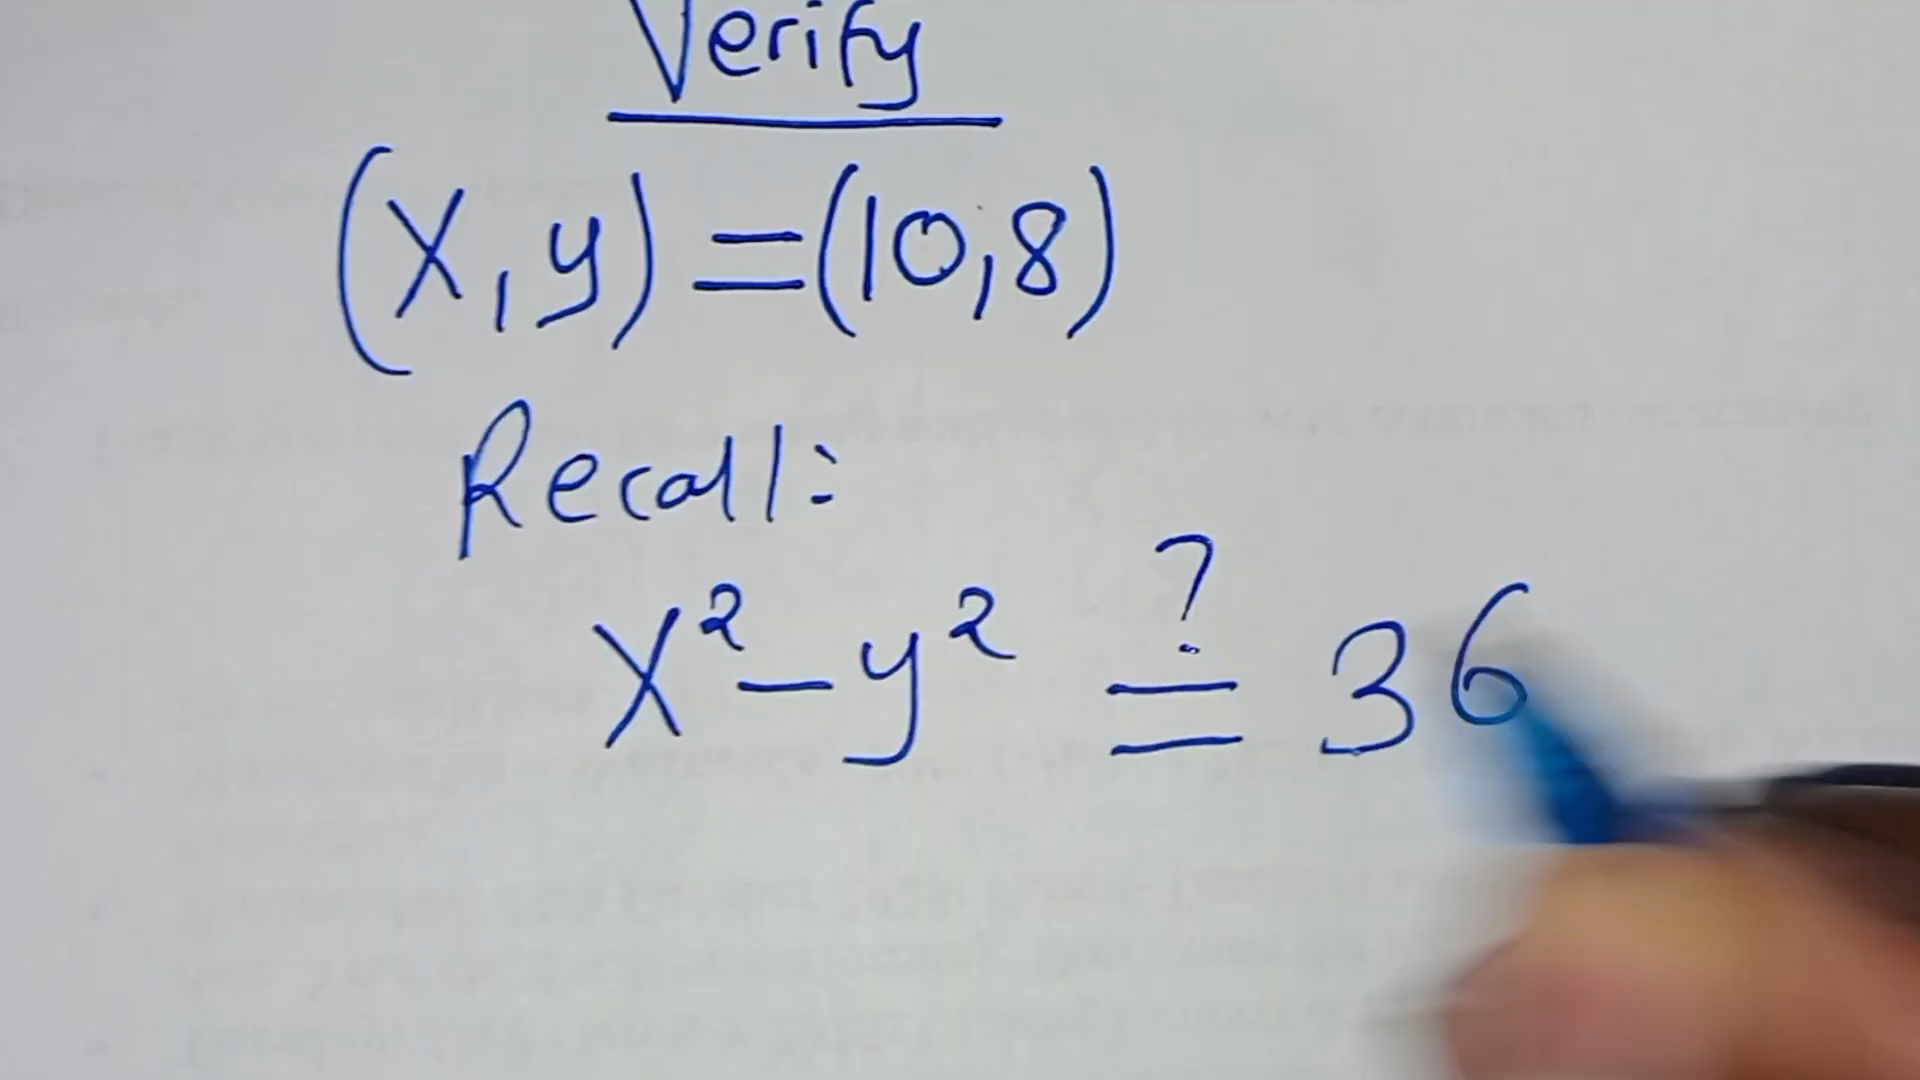 Verify
(x,y)=(10,8)
Recall:
x²-y² ≟ 36